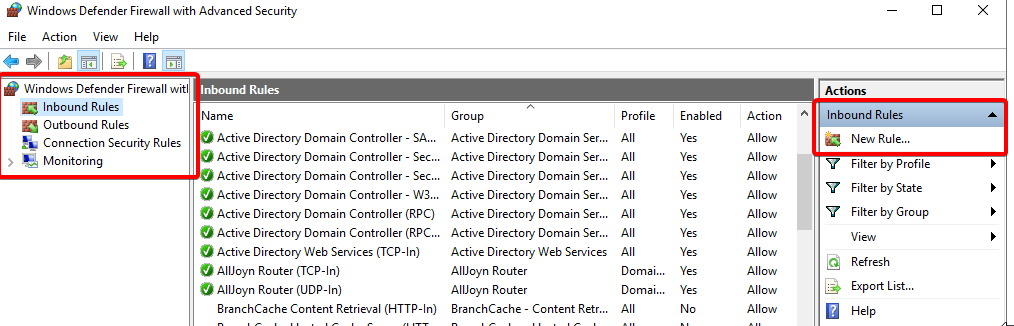 Windows Defender Firewall with Advanced Security
File Action View Help
Windows Defender Firewall witl
Inbound Rules
Outbound Rules
Connection Security Rules
Monitoring
Inbound Rules
Name Group Profile Enabled Action
Active Directory Domain Controller - SA... Active Directory Domain Ser... All Yes Allow
Active Directory Domain Controller - Sec... Active Directory Domain Ser... All Yes Allow
Active Directory Domain Controller - Sec... Active Directory Domain Ser... All Yes Allow
Active Directory Domain Controller - W3... Active Directory Domain Ser... All Yes Allow
Active Directory Domain Controller (RPC) Active Directory Domain Ser... All Yes Allow
Active Directory Domain Controller (RPC... Active Directory Domain Ser... All Yes Allow
Active Directory Web Services (TCP-In) Active Directory Web Services All Yes Allow
AllJoyn Router (TCP-In) AllJoyn Router Domai... Yes Allow
AllJoyn Router (UDP-In) AllJoyn Router Domai... Yes Allow
BranchCache Content Retrieval (HTTP-In) BranchCache - Content Retr... All No Allow
Actions
Inbound Rules
New Rule...
Filter by Profile
Filter by State
Filter by Group
View
Refresh
Export List...
Help